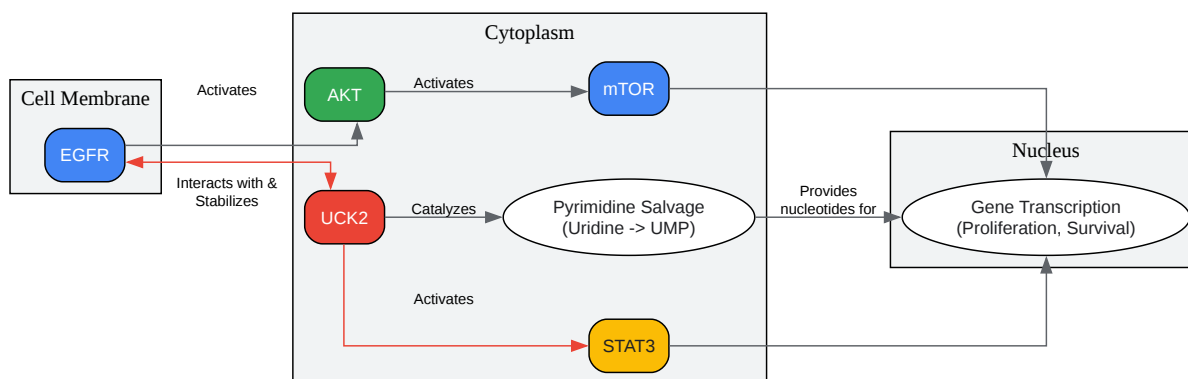 Cytoplasm
Cell Membrane
Activates
AKT
Activates
mTOR
EGFR
Nucleus
Interacts with &
Stabilizes
UCK2
Catalyzes
Pyrimidine Salvage
(Uridine -> UMP)
Provides
nucleotides for
Gene Transcription
(Proliferation, Survival)
Activates
STAT3